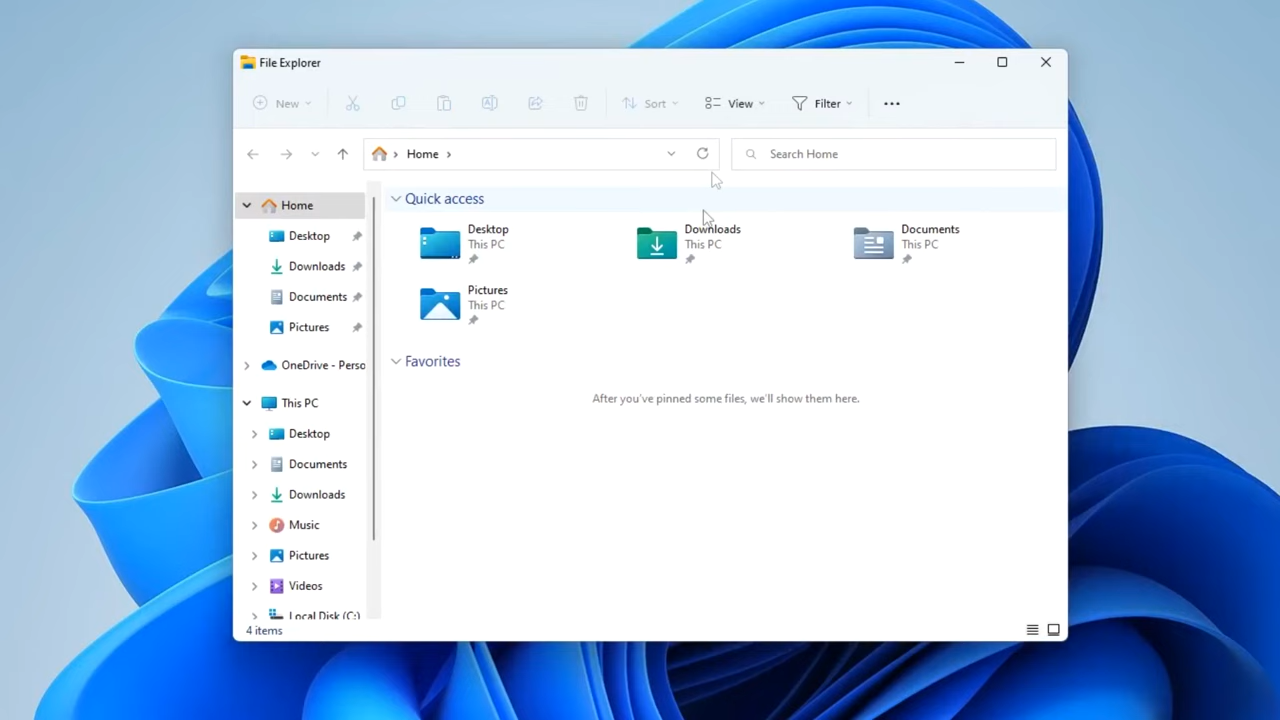 File Explorer
New
Sort
View
Filter
Home
Search Home
Home
Desktop
Downloads
Documents
Pictures
OneDrive - Perso
This PC
Desktop
Documents
Downloads
Music
Pictures
Videos
Local Disk (C:)
Quick access
Desktop
This PC
Downloads
This PC
Documents
This PC
Pictures
This PC
Favorites
After you've pinned some files, we'll show them here.
4 items